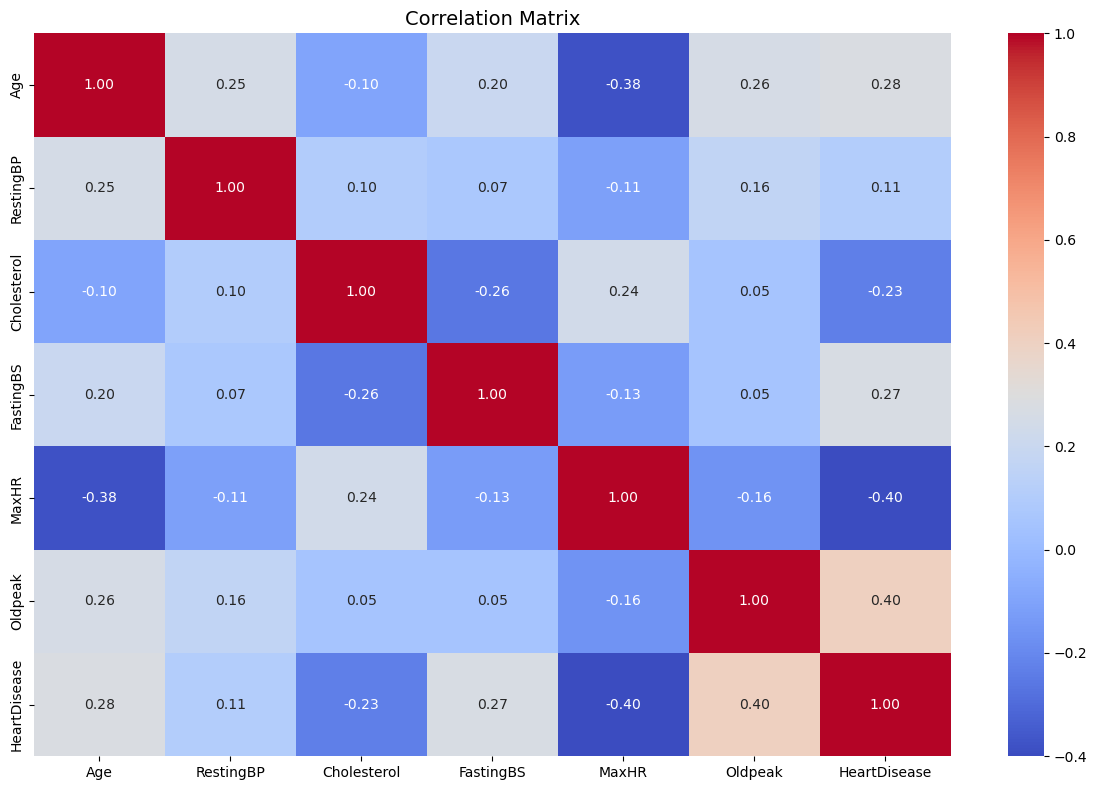 Correlation Matrix
Age 1.00 0.25 -0.10 0.20 -0.38 0.26 0.28
RestingBP 0.25 1.00 0.10 0.07 -0.11 0.16 0.11
Cholesterol -0.10 0.10 1.00 -0.26 0.24 0.05 -0.23
FastingBS 0.20 0.07 -0.26 1.00 -0.13 0.05 0.27
MaxHR -0.38 -0.11 0.24 -0.13 1.00 -0.16 -0.40
Oldpeak 0.26 0.16 0.05 0.05 -0.16 1.00 0.40
HeartDisease 0.28 0.11 -0.23 0.27 -0.40 0.40 1.00
Age RestingBP Cholesterol FastingBS MaxHR Oldpeak HeartDisease
1.0
0.8
0.6
0.4
0.2
0.0
−0.2
−0.4